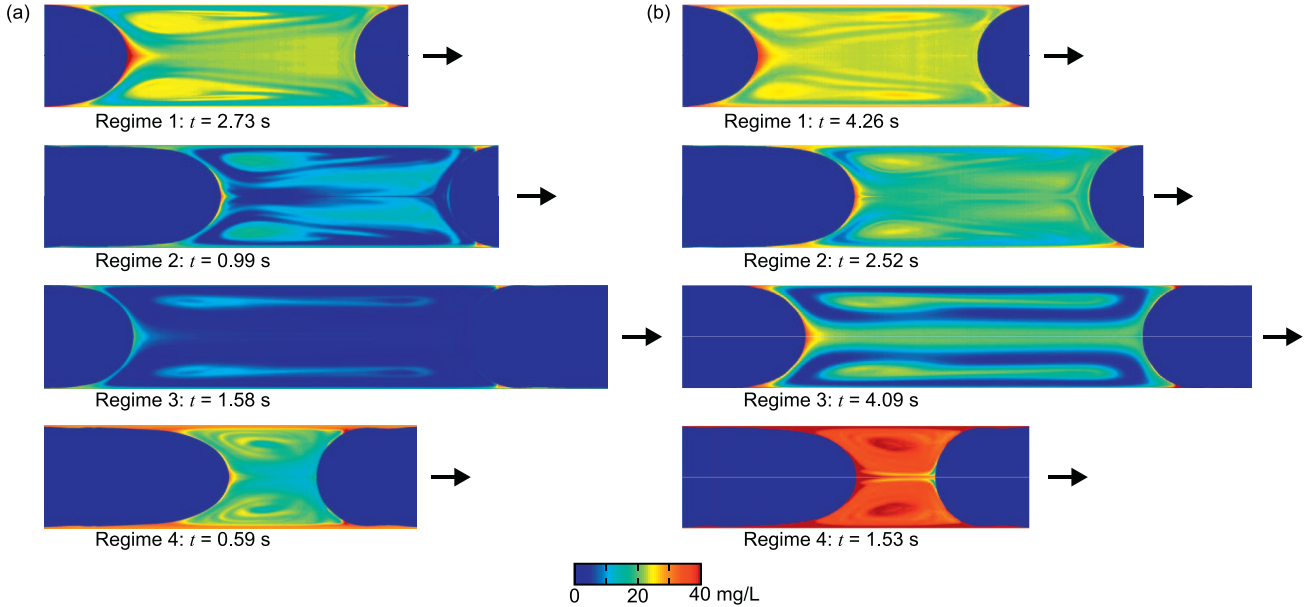 (a)
Regime 1: t = 2.73 s
Regime 2: t = 0.99 s
Regime 3: t = 1.58 s
Regime 4: t = 0.59 s
(b)
Regime 1: t = 4.26 s
Regime 2: t = 2.52 s
Regime 3: t = 4.09 s
Regime 4: t = 1.53 s
0 20 40 mg/L